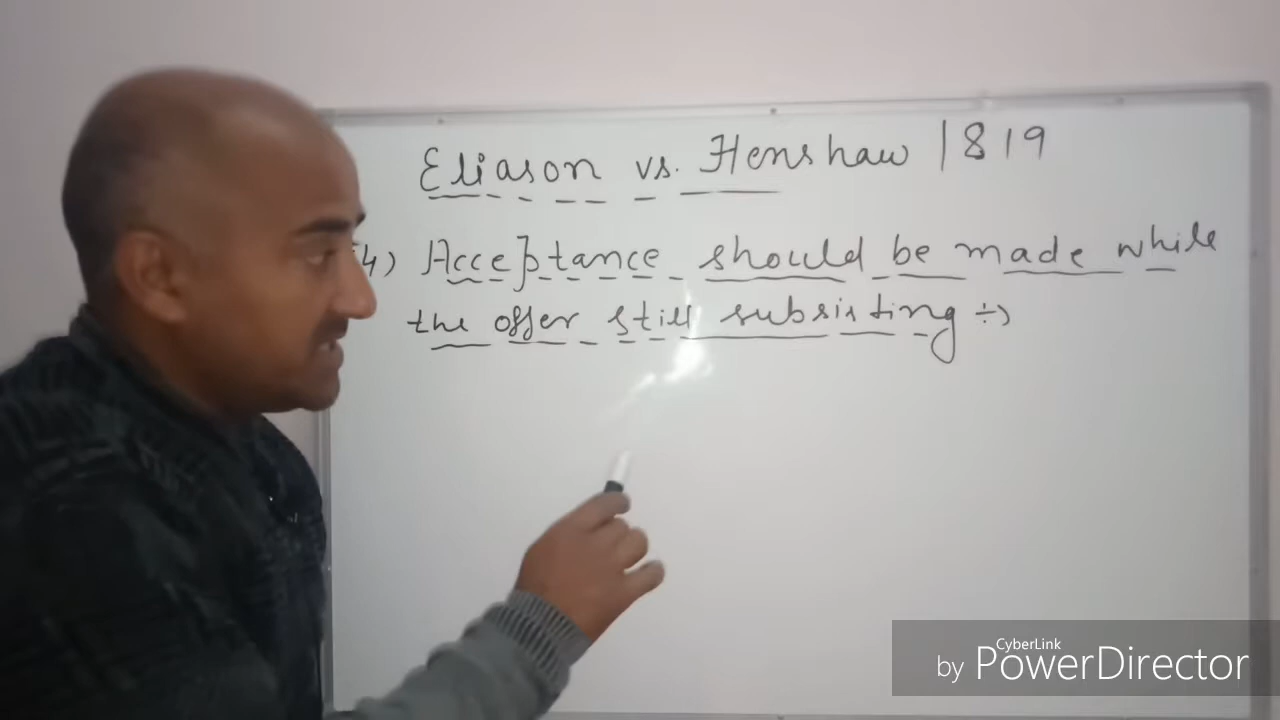 Eliason vs. Henshaw 1819
4) Acceptance should be made while
the offer still subsisting ÷)
CyberLink
by PowerDirector